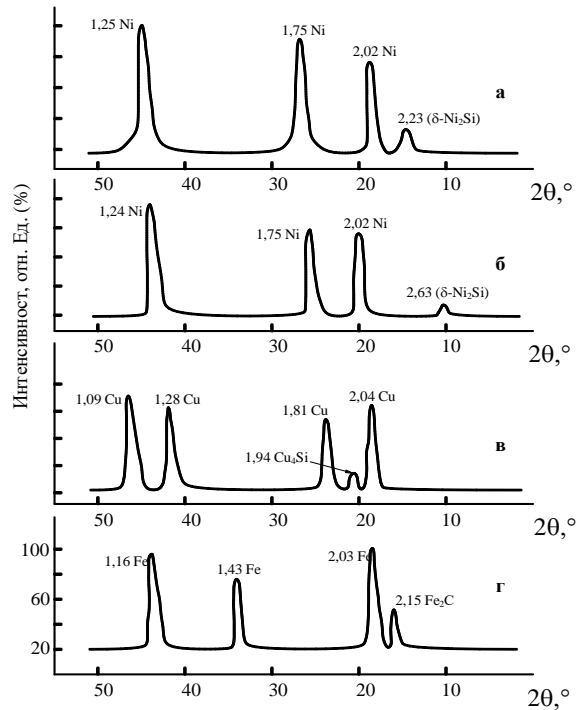 Интенсивност, отн. Ед. (%)
1,25 Ni
1,75 Ni
2,02 Ni
2,23 (δ-Ni₂Si)
а
50 40 30 20 10
2θ,°
1,24 Ni
1,75 Ni
2,02 Ni
2,63 (δ-Ni₂Si)
б
50 40 30 20 10
2θ,°
1,09 Cu
1,28 Cu
1,81 Cu
2,04 Cu
1,94 Cu₄Si
в
50 40 30 20 10
2θ,°
100
60
20
1,16 Fe
1,43 Fe
2,03 Fe
2,15 Fe₂C
г
50 40 30 20 10
2θ,°